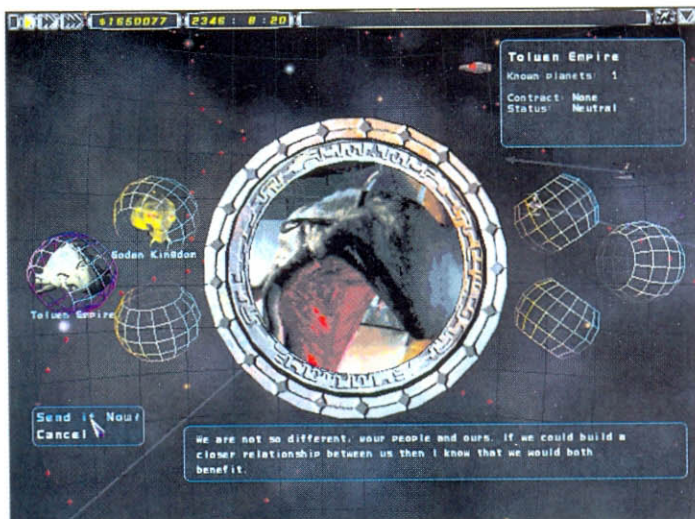 $1650077
2346 : 8 : 20
Toluen Empire
Known planets: 1
Contract: None
Status: Neutral
Godan Kingdom
Toluen Empire
Send it Now!
Cancel
We are not so different, your people and ours. If we could build a
closer relationship between us then I know that we would both
benefit.